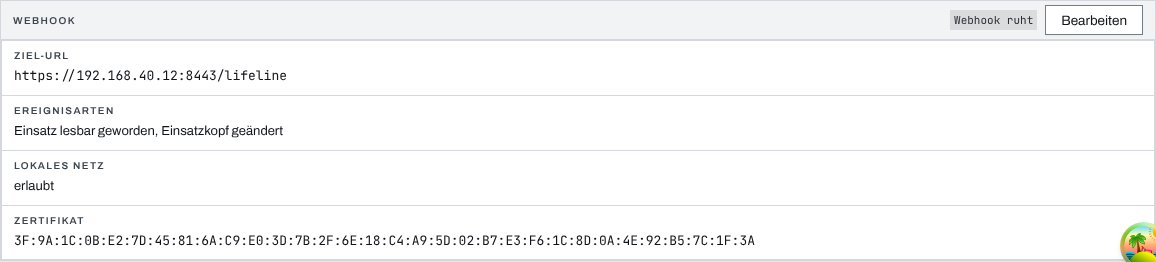 WEBHOOK
Webhook ruht
Bearbeiten
ZIEL-URL
https://192.168.40.12:8443/lifeline
EREIGNISARTEN
Einsatz lesbar geworden, Einsatzkopf geändert
LOKALES NETZ
erlaubt
ZERTIFIKAT
3F:9A:1C:0B:E2:7D:45:81:6A:C9:E0:3D:7B:2F:6E:18:C4:A9:5D:02:B7:E3:F6:1C:8D:0A:4E:92:B5:7C:1F:3A